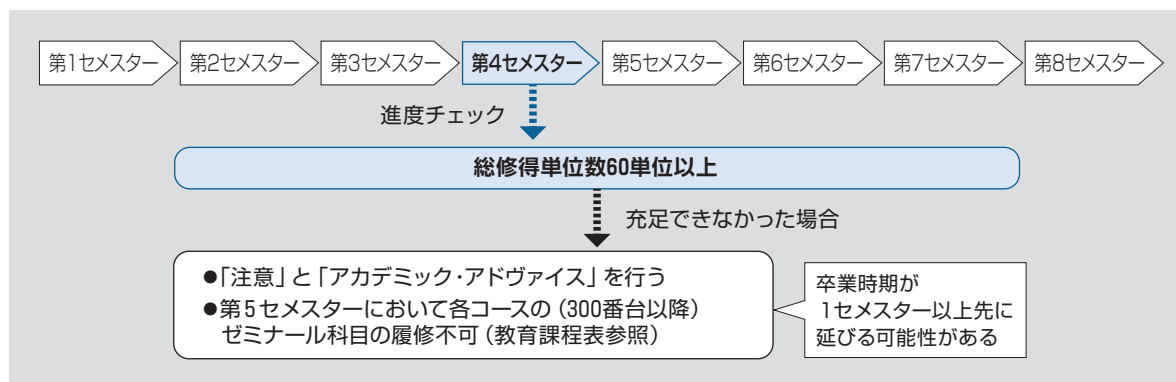 第1セメスター 第2セメスター 第3セメスター 第4セメスター 第5セメスター 第6セメスター 第7セメスター 第8セメスター
進度チェック
総修得単位数60単位以上
充足できなかった場合
●「注意」と「アカデミック・アドヴァイス」を行う
●第5セメスターにおいて各コースの(300番台以降)
ゼミナール科目の履修不可(教育課程表参照)
卒業時期が
1セメスター以上先に
延びる可能性がある